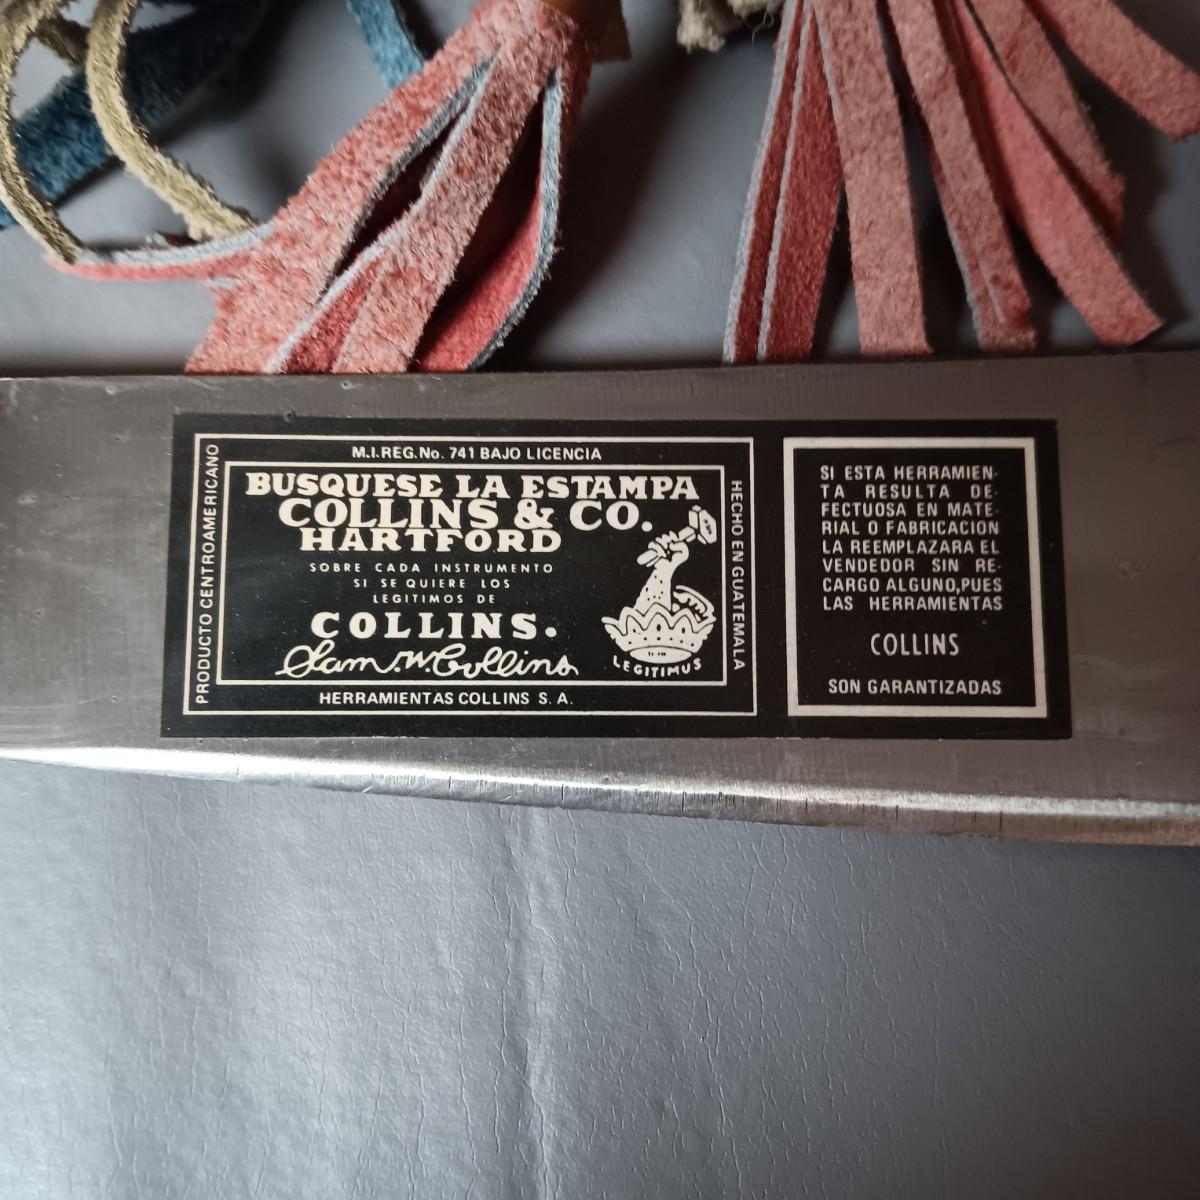 M.I.REG.No. 741 BAJO LICENCIA
PRODUCTO CENTROAMERICANO
BUSQUESE LA ESTAMPA
COLLINS & CO.
HARTFORD
SOBRE CADA INSTRUMENTO
SI SE QUIERE LOS
LEGITIMOS DE
COLLINS.
Sam. W. Collins
LEGITIMUS
HECHO EN GUATEMALA
HERRAMIENTAS COLLINS S. A.
SI ESTA HERRAMIEN-
TA RESULTA DE-
FECTUOSA EN MATE-
RIAL O FABRICACION
LA REEMPLAZARA EL
VENDEDOR SIN RE-
CARGO ALGUNO,PUES
LAS HERRAMIENTAS
COLLINS
SON GARANTIZADAS